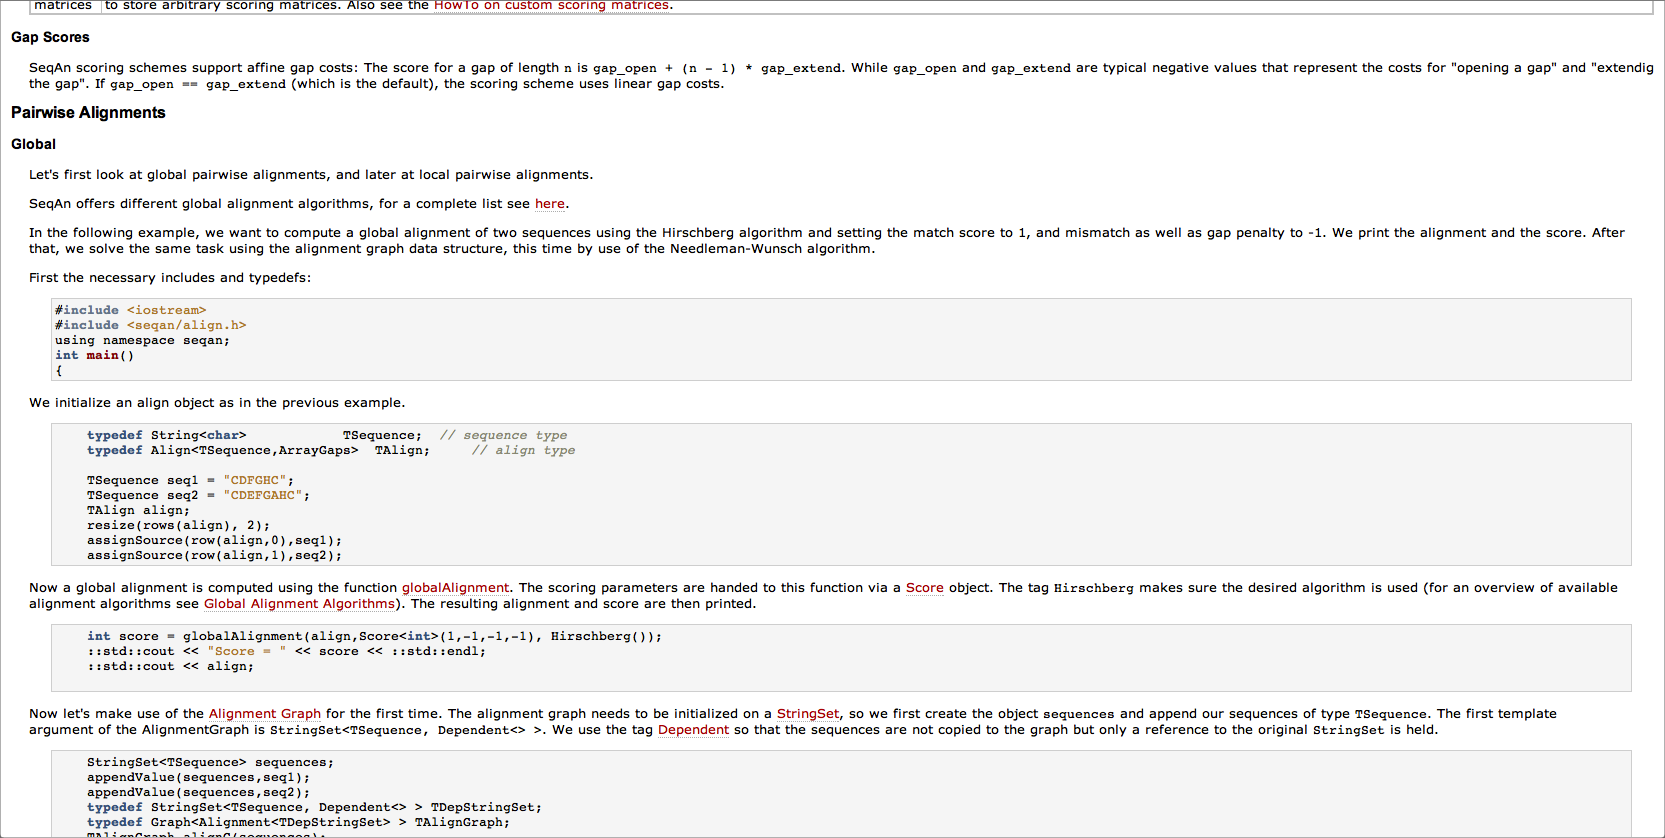 matrices to store arbitrary scoring matrices. Also see the HowTo on custom scoring matrices.
Gap Scores
SeqAn scoring schemes support affine gap costs: The score for a gap of length n is gap_open + (n - 1) * gap_extend. While gap_open and gap_extend are typical negative values that represent the costs for "opening a gap" and "extendig
the gap". If gap_open == gap_extend (which is the default), the scoring scheme uses linear gap costs.
Pairwise Alignments
Global
Let's first look at global pairwise alignments, and later at local pairwise alignments.
SeqAn offers different global alignment algorithms, for a complete list see here.
In the following example, we want to compute a global alignment of two sequences using the Hirschberg algorithm and setting the match score to 1, and mismatch as well as gap penalty to -1. We print the alignment and the score. After
that, we solve the same task using the alignment graph data structure, this time by use of the Needleman-Wunsch algorithm.
First the necessary includes and typedefs:
#include <iostream>
#include <seqan/align.h>
using namespace seqan;
int main()
{
We initialize an align object as in the previous example.
typedef String<char> TSequence; // sequence type
typedef Align<TSequence,ArrayGaps> TAlign; // align type
TSequence seq1 = "CDFGHC";
TSequence seq2 = "CDEFGAHC";
TAlign align;
resize(rows(align), 2);
assignSource(row(align,0),seq1);
assignSource(row(align,1),seq2);
Now a global alignment is computed using the function globalAlignment. The scoring parameters are handed to this function via a Score object. The tag Hirschberg makes sure the desired algorithm is used (for an overview of available
alignment algorithms see Global Alignment Algorithms). The resulting alignment and score are then printed.
int score = globalAlignment(align,Score<int>(1,-1,-1,-1), Hirschberg());
::std::cout << "Score = " << score << ::std::endl;
::std::cout << align;
Now let's make use of the Alignment Graph for the first time. The alignment graph needs to be initialized on a StringSet, so we first create the object sequences and append our sequences of type TSequence. The first template
argument of the AlignmentGraph is StringSet<TSequence, Dependent<> >. We use the tag Dependent so that the sequences are not copied to the graph but only a reference to the original StringSet is held.
StringSet<TSequence> sequences;
appendValue(sequences,seq1);
appendValue(sequences,seq2);
typedef StringSet<TSequence, Dependent<> > TDepStringSet;
typedef Graph<Alignment<TDepStringSet> > TAlignGraph;
TAlignGraph alignG(sequences);